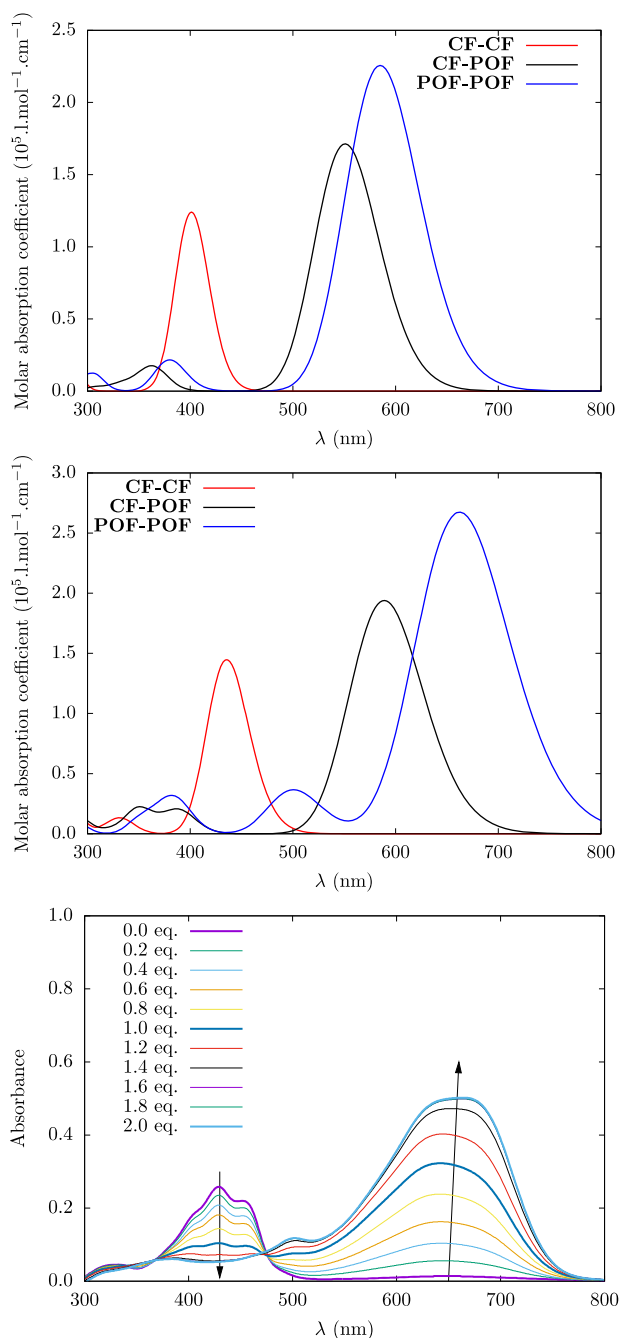 Molar absorption coefficient (10⁵.l.mol⁻¹.cm⁻¹)
2.5
2.0
1.5
1.0
0.5
0.0
CF-CF
CF-POF
POF-POF
300 400 500 600 700 800
λ (nm)
Molar absorption coefficient (10⁵.l.mol⁻¹.cm⁻¹)
3.0
2.5
2.0
1.5
1.0
0.5
0.0
CF-CF
CF-POF
POF-POF
300 400 500 600 700 800
λ (nm)
Absorbance
1.0
0.8
0.6
0.4
0.2
0.0
0.0 eq.
0.2 eq.
0.4 eq.
0.6 eq.
0.8 eq.
1.0 eq.
1.2 eq.
1.4 eq.
1.6 eq.
1.8 eq.
2.0 eq.
300 400 500 600 700 800
λ (nm)